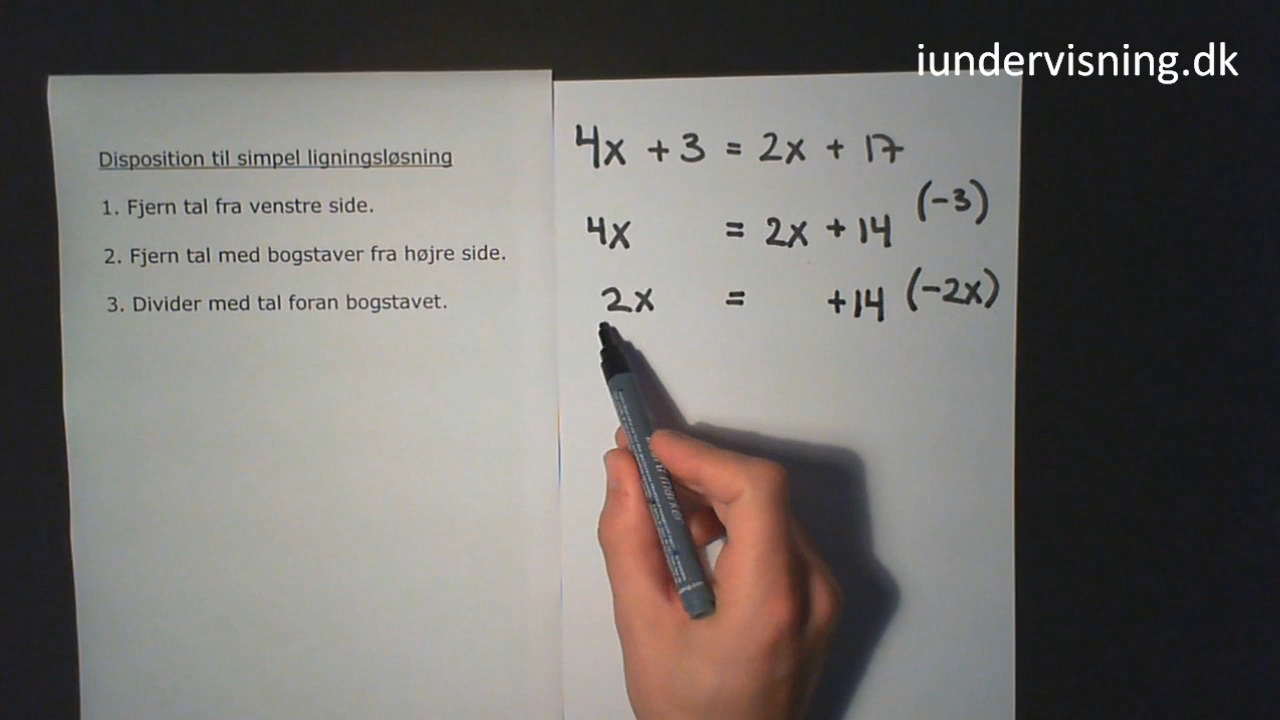 iundervisning.dk
Disposition til simpel ligningsløsning
1. Fjern tal fra venstre side.
2. Fjern tal med bogstaver fra højre side.
3. Divider med tal foran bogstavet.
4x + 3 = 2x + 17
4x = 2x + 14 (-3)
2x = +14 (-2x)